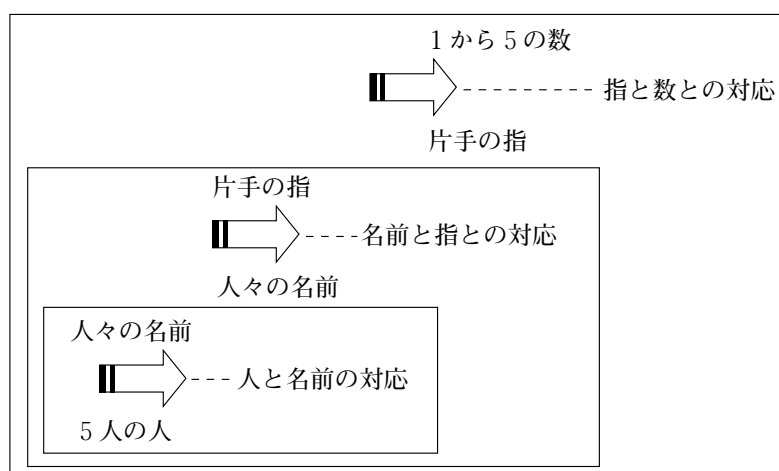 1から5の数
指と数との対応
片手の指
片手の指
名前と指との対応
人々の名前
人々の名前
人と名前の対応
5人の人